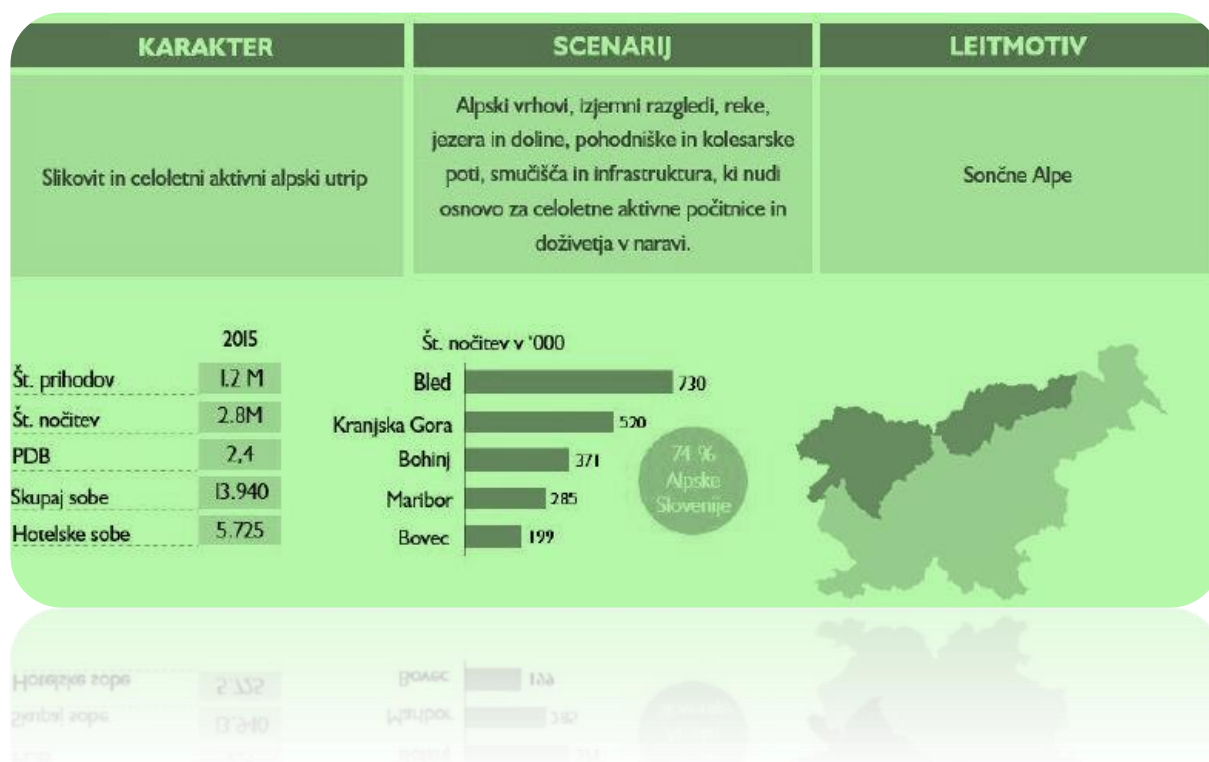 KARAKTER
SCENARIJ
LEITMOTIV
Slikovit in celoletni aktivni alpski utrip
Alpski vrhovi, izjemni razgledi, reke,
jezera in doline, pohodniške in kolesarske
poti, smučišča in infrastruktura, ki nudi
osnovo za celoletne aktivne počitnice in
doživetja v naravi.
Sončne Alpe
2015
Št. prihodov 1.2 M
Št. nočitev 2.8M
PDB 2,4
Skupaj sobe 13.940
Hotelske sobe 5.725
Št. nočitev v '000
Bled 730
Kranjska Gora 520
Bohinj 371
Maribor 285
Bovec 199
74 %
Alpske
Slovenije